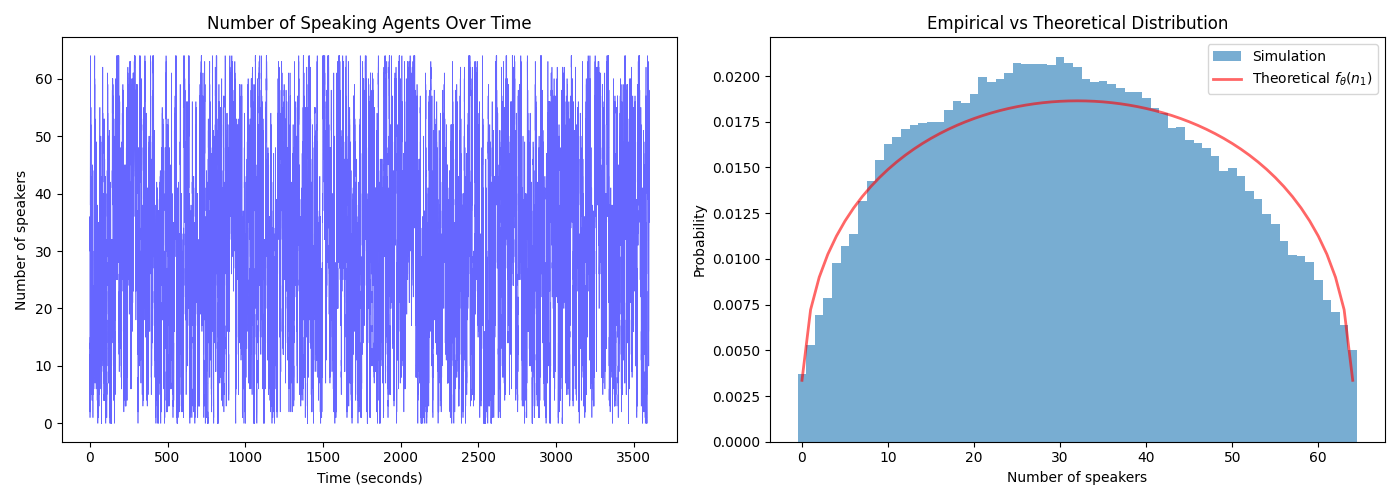 Number of Speaking Agents Over Time
Number of speakers
60
50
40
30
20
10
0
0 500 1000 1500 2000 2500 3000 3500
Time (seconds)
Empirical vs Theoretical Distribution
Simulation
Theoretical fθ(n₁)
Probability
0.0200
0.0175
0.0150
0.0125
0.0100
0.0075
0.0050
0.0025
0.0000
0 10 20 30 40 50 60
Number of speakers